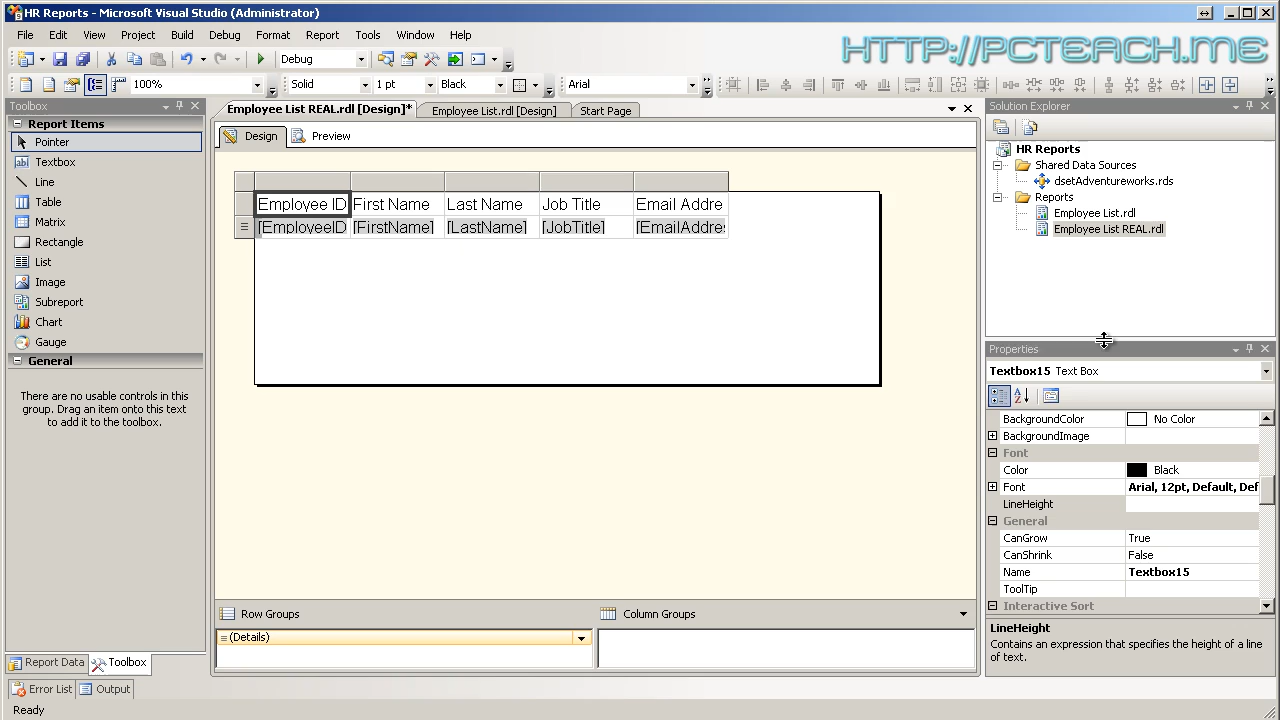 HR Reports - Microsoft Visual Studio (Administrator)
File Edit View Project Build Debug Format Report Tools Window Help
HTTP://PCTEACH.ME
Debug
100% Solid 1 pt Black Arial
Toolbox
Report Items
Pointer
Textbox
Line
Table
Matrix
Rectangle
List
Image
Subreport
Chart
Gauge
General
There are no usable controls in this
group. Drag an item onto this text
to add it to the toolbox.
Report Data Toolbox
Error List Output
Ready
Employee List REAL.rdl [Design]* Employee List.rdl [Design] Start Page
Design Preview
Employee ID First Name Last Name Job Title Email Addre
[EmployeeID [FirstName] [LastName] [JobTitle] [EmailAddre
Row Groups Column Groups
(Details)
Solution Explorer
HR Reports
Shared Data Sources
dsetAdventureworks.rds
Reports
Employee List.rdl
Employee List REAL.rdl
Properties
Textbox15 Text Box
BackgroundColor No Color
BackgroundImage
Font
Color Black
Font Arial, 12pt, Default, Def
LineHeight
General
CanGrow True
CanShrink False
Name Textbox15
ToolTip
Interactive Sort
LineHeight
Contains an expression that specifies the height of a line
of text.